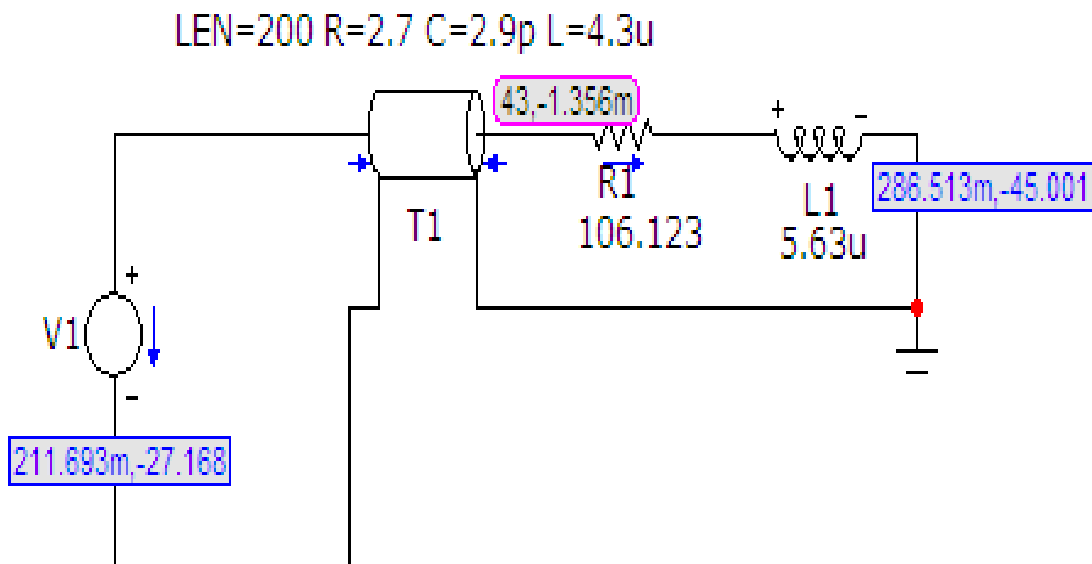 LEN=200 R=2.7 C=2.9p L=4.3u
43,-1.356m
+ -
R1
106.123
T1
L1
5.63u
286.513m,-45.001
+
V1
-
211.693m,-27.168